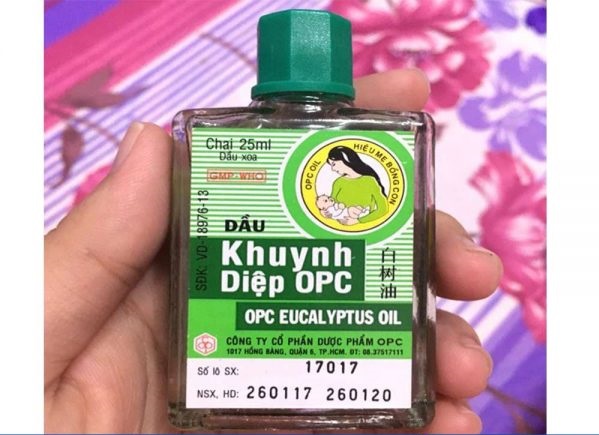 Chai 25ml
Dầu xoa
GMP-WHO
OPC OIL HIỆU MẸ BỒNG CON
SĐK: VD-18976-13
DẦU
Khuynh
Diệp OPC
白树油
OPC EUCALYPTUS OIL
CÔNG TY CỔ PHẦN DƯỢC PHẨM OPC
1017 HỒNG BÀNG, QUẬN 6, TP.HCM. ĐT: 08.37517111
Số lô SX: 17017
NSX, HD: 260117 260120